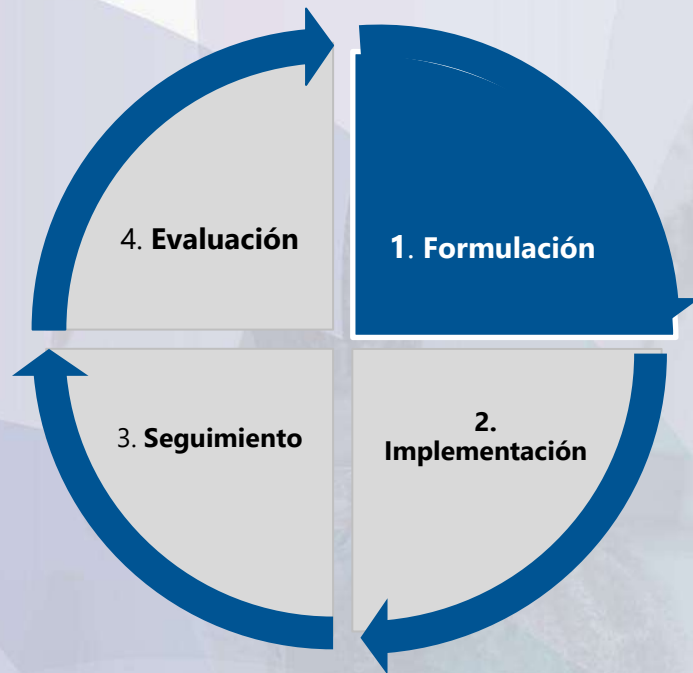 4. Evaluación
1. Formulación
3. Seguimiento
2.
Implementación